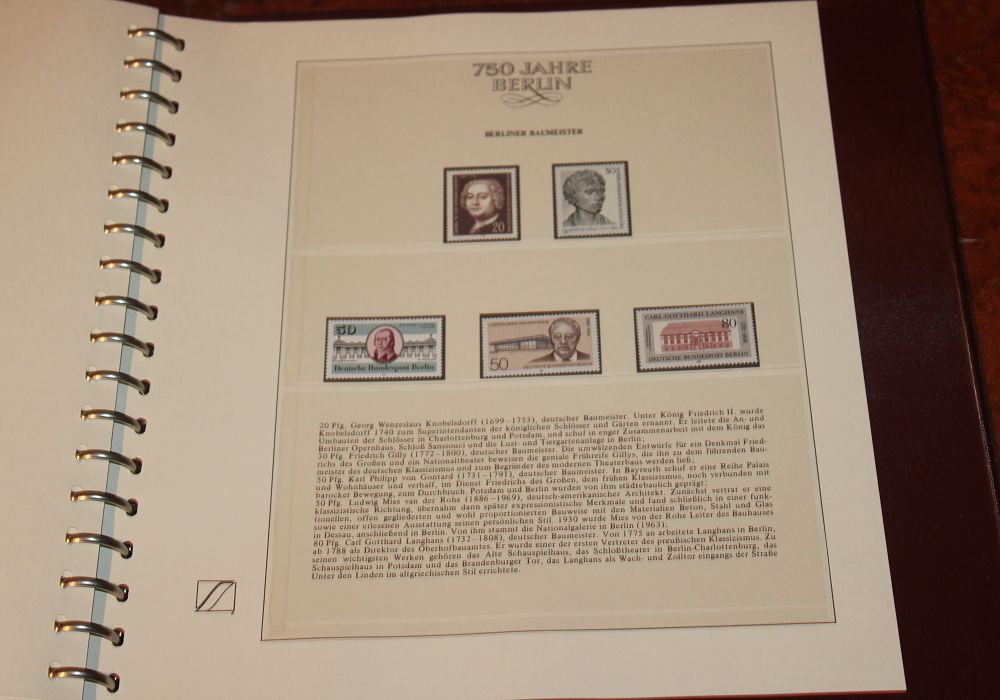 750 JAHRE
BERLIN
BERLINER BAUMEISTER
20
30
50
Deutsche Bundespost Berlin
50
CARL GOTTHARD LANGHANS
80
DEUTSCHE BUNDESPOST BERLIN
20 Pfg. Georg Wenzeslaus Knobelsdorff (1699–1753), deutscher Baumeister. Unter König Friedrich II. wurde
Knobelsdorff 1740 zum Superintendanten der königlichen Schlösser und Gärten ernannt. Er leitete die An- und
Umbauten der Schlösser in Charlottenburg und Potsdam, und schuf in enger Zusammenarbeit mit dem König das
Berliner Opernhaus, Schloß Sanssouci und die Lust- und Tiergartenanlage in Berlin;
30 Pfg. Friedrich Gilly (1772–1800), deutscher Baumeister. Die umwälzenden Entwürfe für ein Denkmal Fried-
richs des Großen und ein Nationaltheater beweisen die geniale Frühreife Gillys, die ihn zu dem führenden Bau-
meister des deutschen Klassizismus und zum Begründer des modernen Theaterbaus werden ließ;
50 Pfg. Karl Philipp von Gontard (1731–1791), deutscher Baumeister. In Bayreuth schuf er eine Reihe Palais
und Wohnhäuser und verhalf, im Dienst Friedrichs des Großen, dem frühen Klassizismus, noch verbunden mit
barocker Bewegung, zum Durchbruch. Potsdam und Berlin wurden von ihm städtebaulich geprägt;
50 Pfg. Ludwig Mies van der Rohe (1886–1969), deutsch-amerikanischer Architekt. Zunächst vertrat er eine
klassizistische Richtung, übernahm dann später expressionistische Merkmale und fand schließlich in einer funk-
tionellen, offen gegliederten und wohl proportionierten Bauweise mit den Materialien Beton, Stahl und Glas
sowie einer erlesenen Ausstattung seinen persönlichen Stil. 1930 wurde Mies van der Rohe Leiter des Bauhauses
in Dessau, anschließend in Berlin. Von ihm stammt die Nationalgalerie in Berlin (1963);
80 Pfg. Carl Gotthard Langhans (1732–1808), deutscher Baumeister. Von 1775 an arbeitete Langhans in Berlin,
ab 1788 als Direktor des Oberhofbauamtes. Er wurde einer der ersten Vertreter des preußischen Klassizismus. Zu
seinen wichtigsten Werken gehören das Alte Schauspielhaus, das Schloßtheater in Berlin-Charlottenburg, das
Schauspielhaus in Potsdam und das Brandenburger Tor, das Langhans als Wach- und Zolltor eingangs der Straße
Unter den Linden im altgriechischen Stil errichtete.